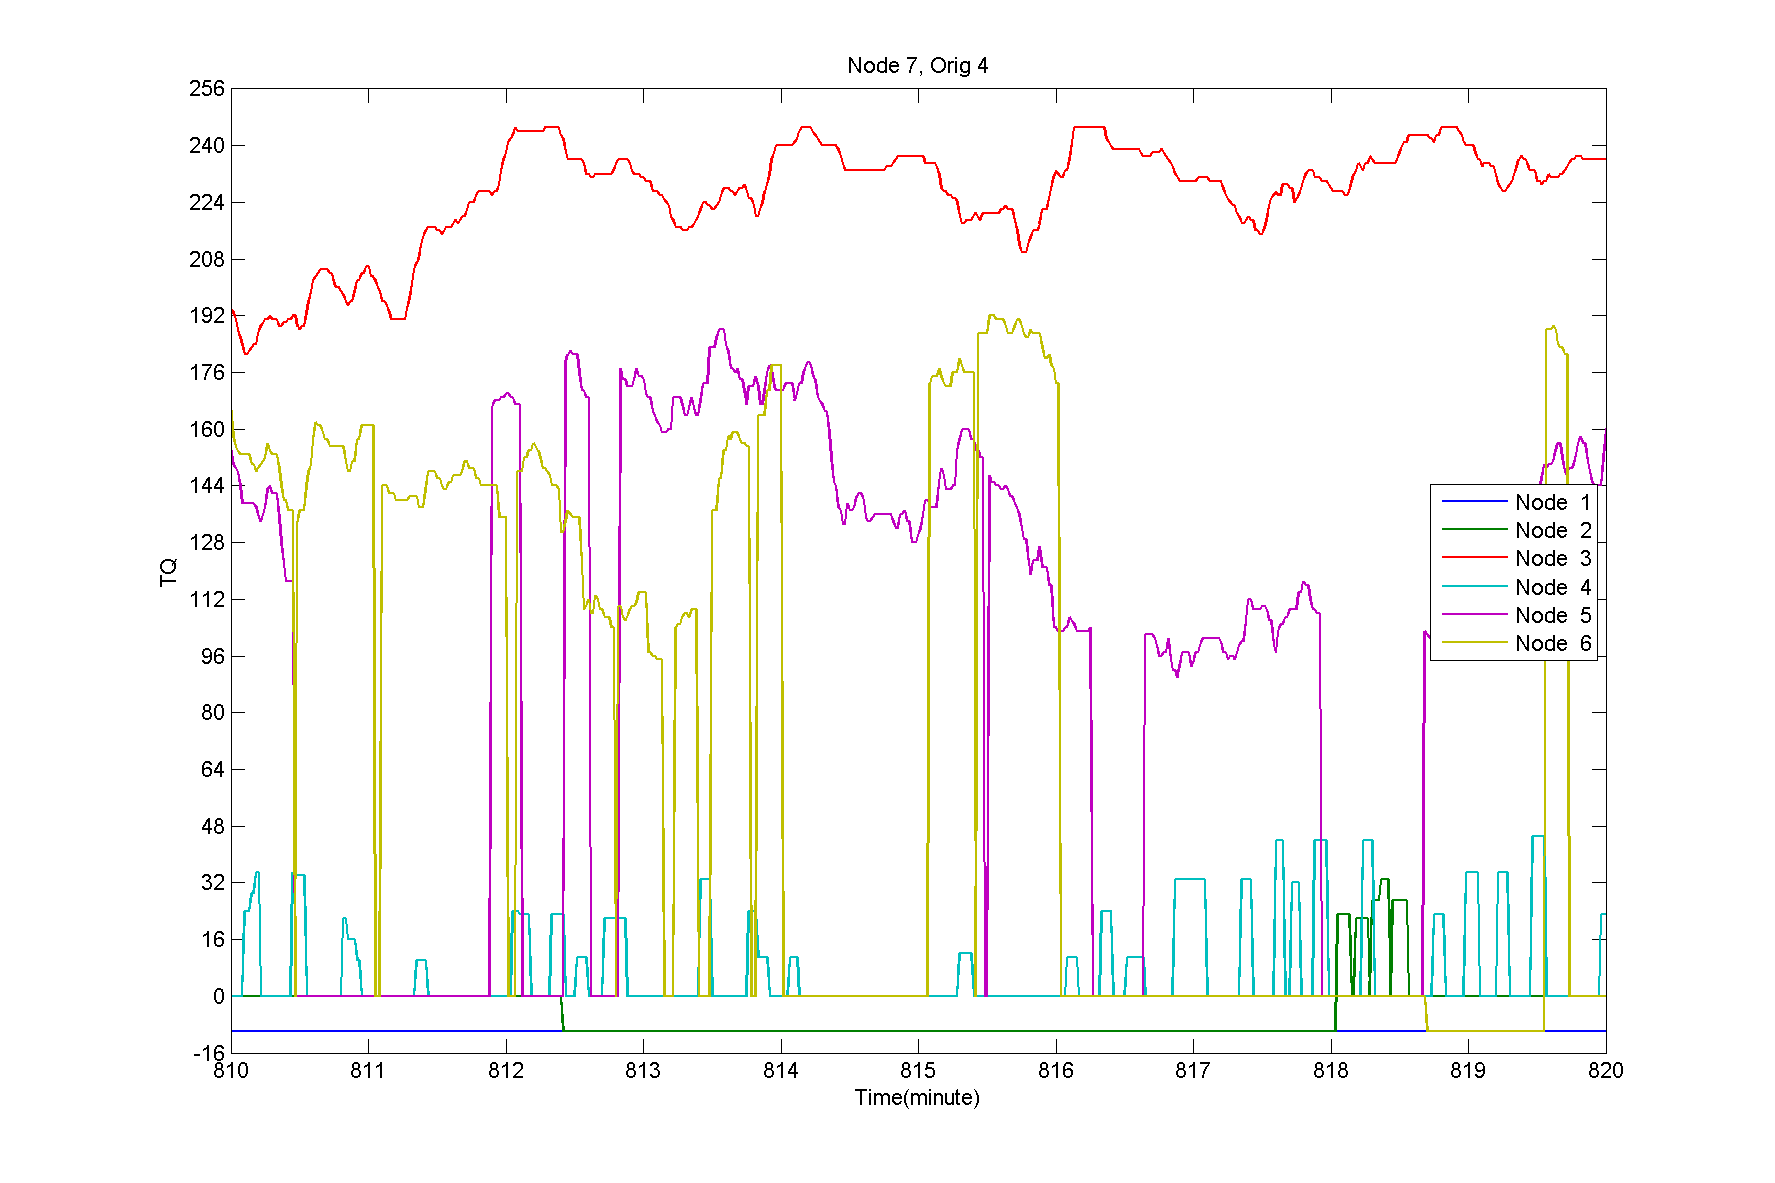 Node 7, Orig 4
256
240
224
208
192
176
160
144
128
112
96
80
64
48
32
16
0
-16
TQ
810 811 812 813 814 815 816 817 818 819 820
Time(minute)
Node 1
Node 2
Node 3
Node 4
Node 5
Node 6